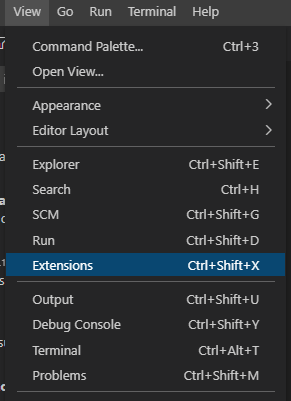 View Go Run Terminal Help
Command Palette... Ctrl+3
Open View...
Appearance
Editor Layout
Explorer Ctrl+Shift+E
Search Ctrl+H
SCM Ctrl+Shift+G
Run Ctrl+Shift+D
Extensions Ctrl+Shift+X
Output Ctrl+Shift+U
Debug Console Ctrl+Shift+Y
Terminal Ctrl+Alt+T
Problems Ctrl+Shift+M